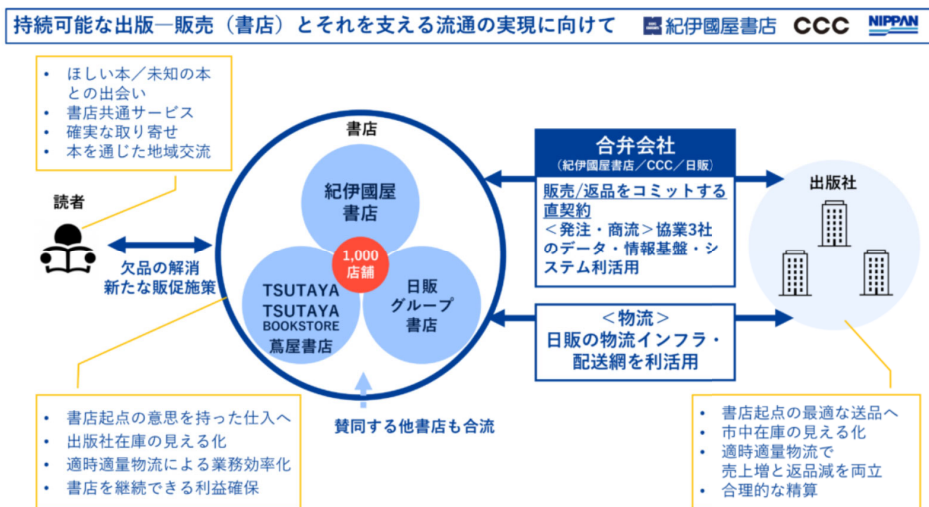 持続可能な出版―販売（書店）とそれを支える流通の実現に向けて
紀伊國屋書店
CCC
NIPPAN
• ほしい本／未知の本
との出会い
• 書店共通サービス
• 確実な取り寄せ
• 本を通じた地域交流
読者
欠品の解消
新たな販促施策
書店
紀伊國屋
書店
1,000
店舗
TSUTAYA
TSUTAYA
BOOKSTORE
蔦屋書店
日販
グループ
書店
賛同する他書店も合流
合弁会社
（紀伊國屋書店／CCC／日販）
販売/返品をコミットする
直契約
＜発注・商流＞協業3社
のデータ・情報基盤・シ
ステム利活用
＜物流＞
日販の物流インフラ・
配送網を利活用
出版社
• 書店起点の意思を持った仕入へ
• 出版社在庫の見える化
• 適時適量物流による業務効率化
• 書店を継続できる利益確保
• 書店起点の最適な送品へ
• 市中在庫の見える化
• 適時適量物流で
売上増と返品減を両立
• 合理的な精算